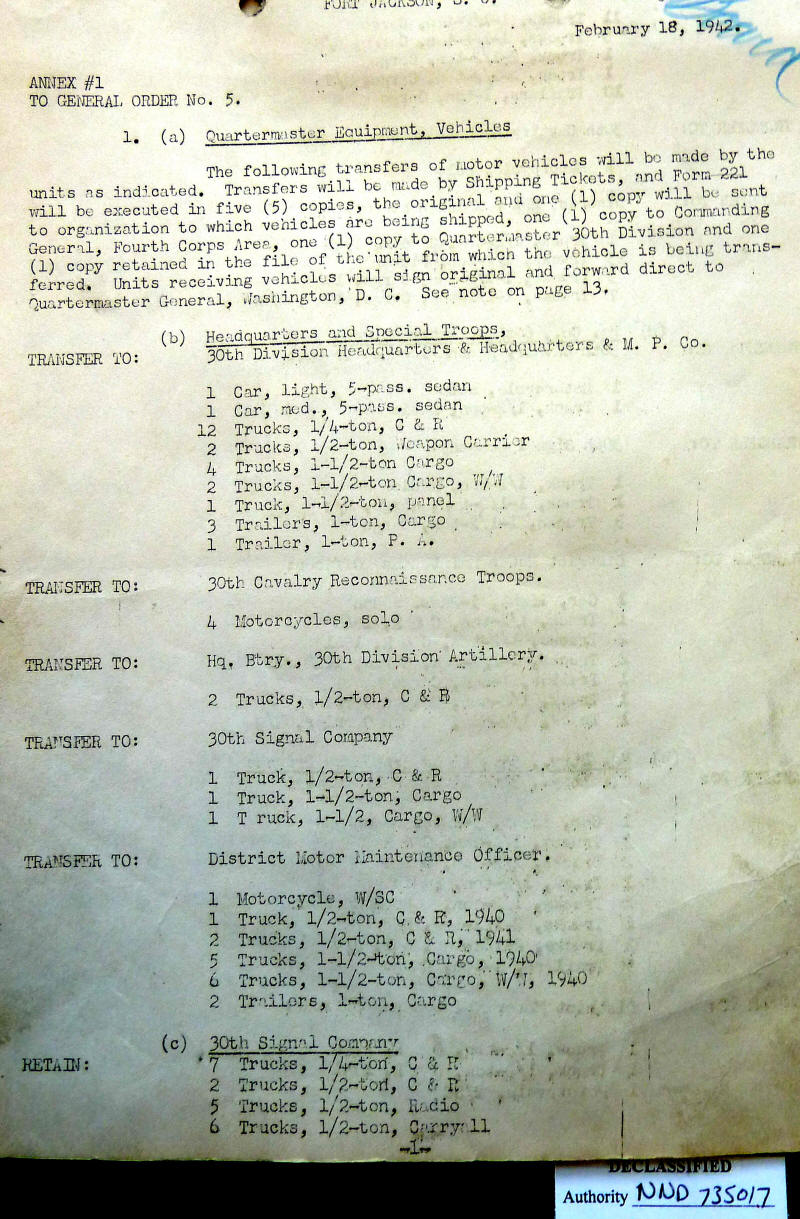 FORT JACKSON, S. C.
February 18, 1942.
ANNEX #1
TO GENERAL ORDER No. 5.
1. (a) Quartermaster Equipment, Vehicles
The following transfers of motor vehicles will be made by the
units as indicated. Transfers will be made by Shipping Tickets, and Form 221
will be executed in five (5) copies, the original and one (1) copy will be sent
to organization to which vehicles are being shipped, one (1) copy to Commanding
General, Fourth Corps Area, one (1) copy to Quartermaster 30th Division and one
(1) copy retained in the file of the unit from which the vehicle is being trans-
ferred. Units receiving vehicles will sign original and forward direct to
Quartermaster General, Washington, D. C. See note on page 13.
(b) Headquarters and Special Troops,
TRANSFER TO: 30th Division Headquarters & Headquarters & M. P. Co.
1 Car, light, 5-pass. sedan
1 Car, med., 5-pass. sedan
12 Trucks, 1/4-ton, C & R
2 Trucks, 1/2-ton, Weapon Carrier
4 Trucks, 1-1/2-ton Cargo
2 Trucks, 1-1/2-ton Cargo, W/W
1 Truck, 1-1/2-ton, panel
3 Trailers, 1-ton, Cargo
1 Trailer, 1-ton, P. A.
TRANSFER TO: 30th Cavalry Reconnaissance Troops.
4 Motorcycles, solo
TRANSFER TO: Hq. Btry., 30th Division Artillery.
2 Trucks, 1/2-ton, C & R
TRANSFER TO: 30th Signal Company
1 Truck, 1/2-ton, C & R
1 Truck, 1-1/2-ton, Cargo
1 T ruck, 1-1/2, Cargo, W/W
TRANSFER TO: District Motor Maintenance Officer.
1 Motorcycle, W/SC
1 Truck, 1/2-ton, C & R, 1940
2 Trucks, 1/2-ton, C & R, 1941
5 Trucks, 1-1/2-ton, Cargo, 1940
6 Trucks, 1-1/2-ton, Cargo, W/W, 1940
2 Trailers, 1-ton, Cargo
(c) 30th Signal Company
RETAIN: 7 Trucks, 1/4-ton, C & R
2 Trucks, 1/2-ton, C & R
5 Trucks, 1/2-ton, Radio
6 Trucks, 1/2-ton, Carryall
-1-
DECLASSIFIED
Authority NND 735017